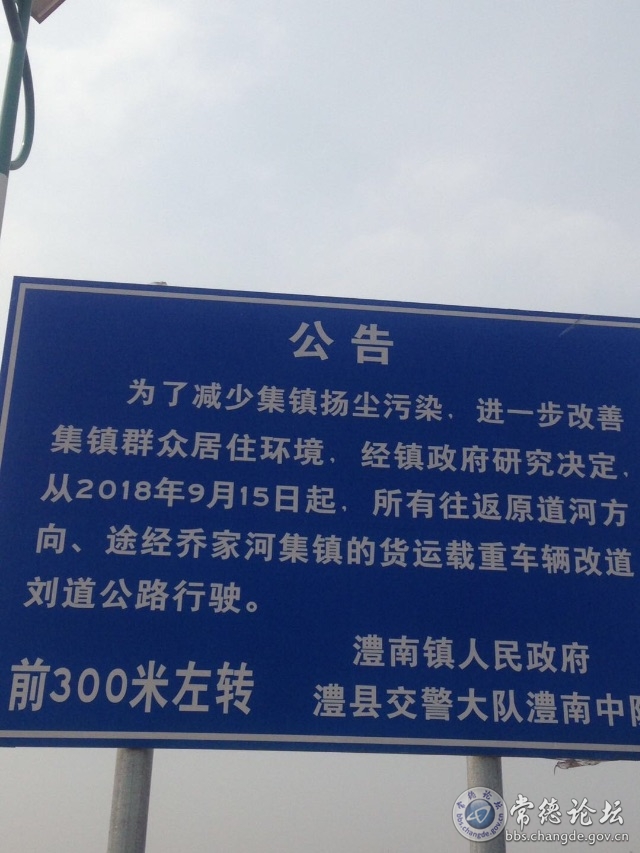 公告
为了减少集镇扬尘污染，进一步改善
集镇群众居住环境，经镇政府研究决定，
从2018年9月15日起，所有往返原道河方
向、途经乔家河集镇的货运载重车辆改道
刘道公路行驶。
澧南镇人民政府
前300米左转
澧县交警大队澧南中
常德论坛
bbs.changde.gov.cn